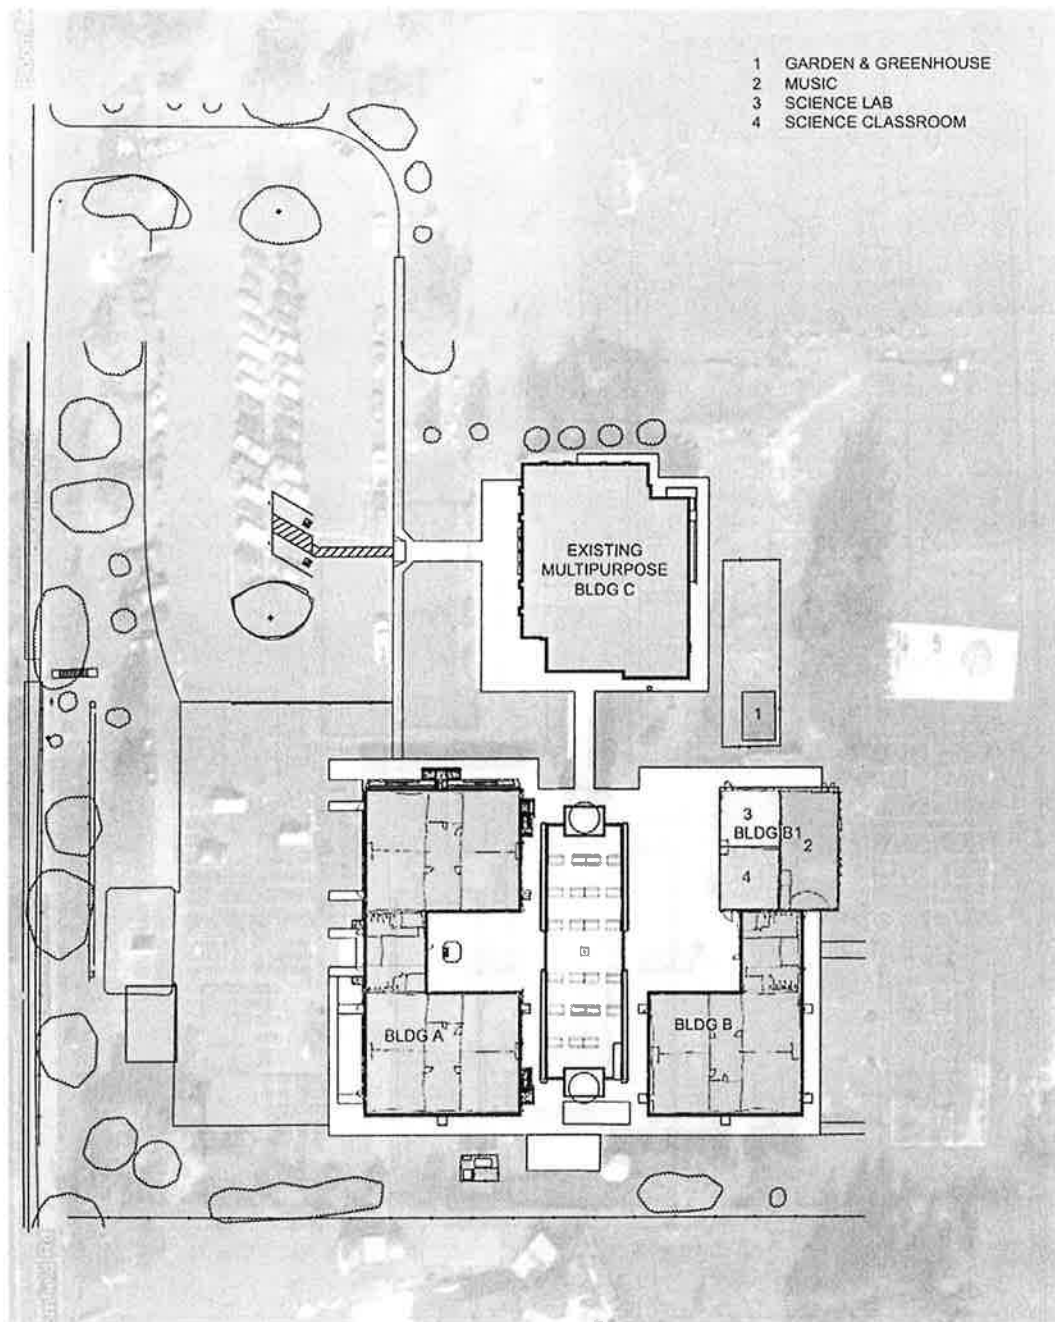 1 GARDEN & GREENHOUSE
2 MUSIC
3 SCIENCE LAB
4 SCIENCE CLASSROOM
EXISTING
MULTIPURPOSE
BLDG C
1
3
BLDG B1
2
4
BLDG A
BLDG B